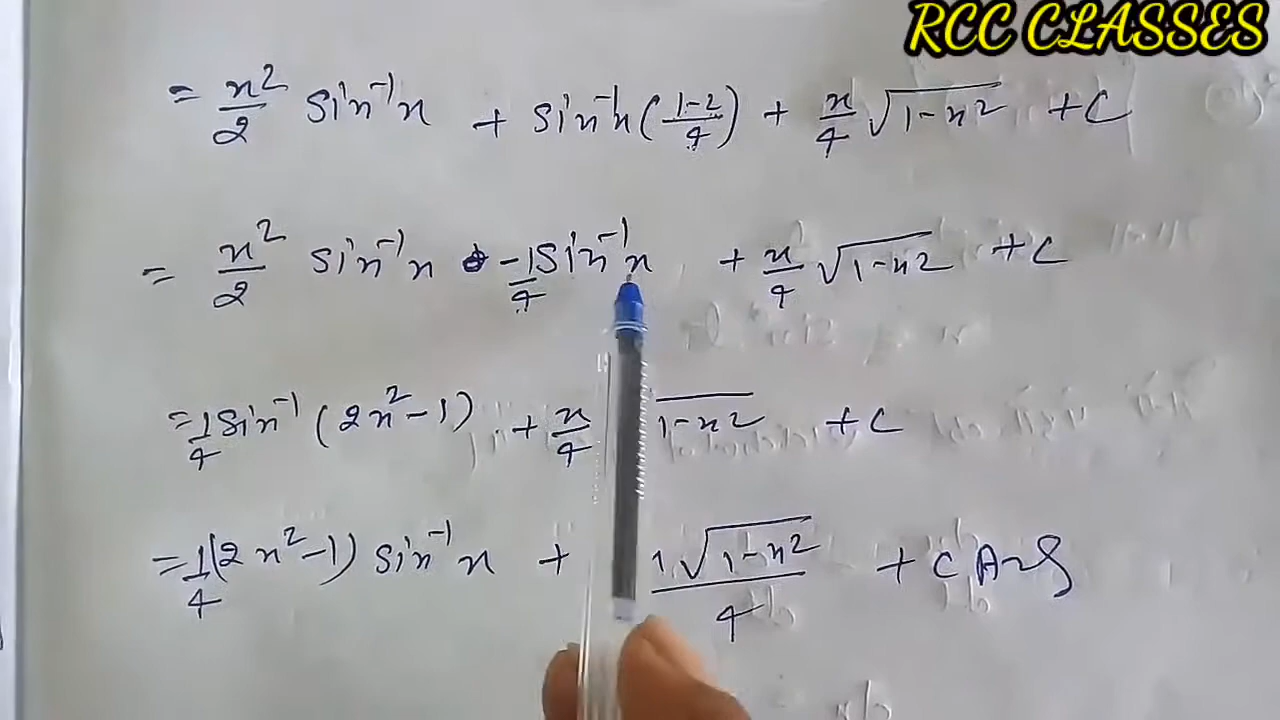 RCC CLASSES
= x²/2 sin⁻¹x + sin⁻¹x (1-2/4) + x/4 √1-x² + C
= x²/2 sin⁻¹x -1/4 sin⁻¹x + x/4 √1-x² + C
= 1/4 sin⁻¹ (2x²-1) + x/4 1-x² + C
= 1/4 (2x²-1) sin⁻¹x + √1-x²/4 + C Ans